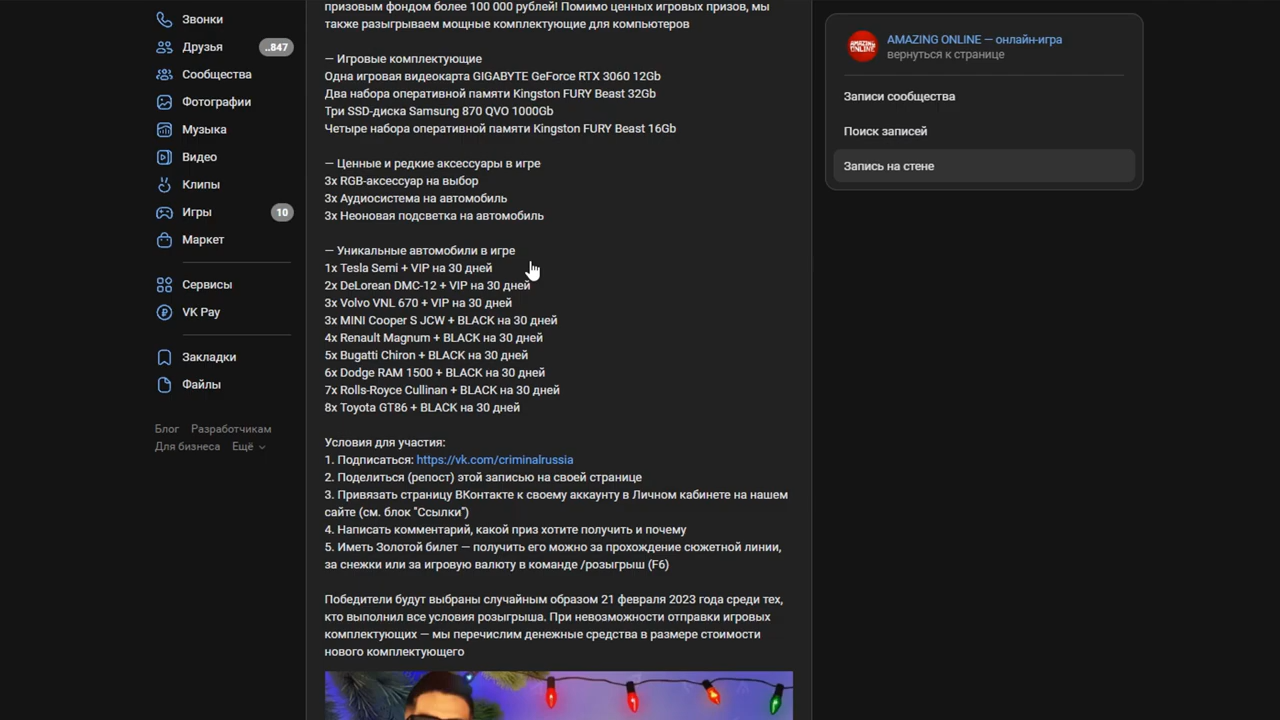 Звонки
Друзья
..847
Сообщества
Фотографии
Музыка
Видео
Клипы
Игры
10
Маркет
Сервисы
VK Pay
Закладки
Файлы
Блог Разработчикам
Для бизнеса Ещё
призовым фондом более 100 000 рублей! Помимо ценных игровых призов, мы
также разыгрываем мощные комплектующие для компьютеров
— Игровые комплектующие
Одна игровая видеокарта GIGABYTE GeForce RTX 3060 12Gb
Два набора оперативной памяти Kingston FURY Beast 32Gb
Три SSD-диска Samsung 870 QVO 1000Gb
Четыре набора оперативной памяти Kingston FURY Beast 16Gb
— Ценные и редкие аксессуары в игре
3x RGB-аксессуар на выбор
3x Аудиосистема на автомобиль
3x Неоновая подсветка на автомобиль
— Уникальные автомобили в игре
1x Tesla Semi + VIP на 30 дней
2x DeLorean DMC-12 + VIP на 30 дней
3x Volvo VNL 670 + VIP на 30 дней
3x MINI Cooper S JCW + BLACK на 30 дней
4x Renault Magnum + BLACK на 30 дней
5x Bugatti Chiron + BLACK на 30 дней
6x Dodge RAM 1500 + BLACK на 30 дней
7x Rolls-Royce Cullinan + BLACK на 30 дней
8x Toyota GT86 + BLACK на 30 дней
Условия для участия:
1. Подписаться: https://vk.com/criminalrussia
2. Поделиться (репост) этой записью на своей странице
3. Привязать страницу ВКонтакте к своему аккаунту в Личном кабинете на нашем
сайте (см. блок "Ссылки")
4. Написать комментарий, какой приз хотите получить и почему
5. Иметь Золотой билет — получить его можно за прохождение сюжетной линии,
за снежки или за игровую валюту в команде /розыгрыш (F6)
Победители будут выбраны случайным образом 21 февраля 2023 года среди тех,
кто выполнил все условия розыгрыша. При невозможности отправки игровых
комплектующих — мы перечислим денежные средства в размере стоимости
нового комплектующего
AMAZING
ONLINE
AMAZING ONLINE — онлайн-игра
вернуться к странице
Записи сообщества
Поиск записей
Запись на стене